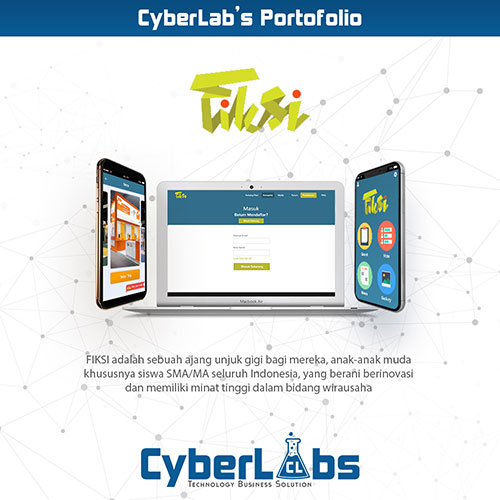 CyberLab's Portofolio
FIKSI
FIKSI
Masuk
Belum Mendaftar?
Macbook Air
FIKSI
FIKSI adalah sebuah ajang unjuk gigi bagi mereka, anak-anak muda
khususnya siswa SMA/MA seluruh Indonesia, yang berani berinovasi
dan memiliki minat tinggi dalam bidang wirausaha
CyberLabs
CL
Technology Business Solution